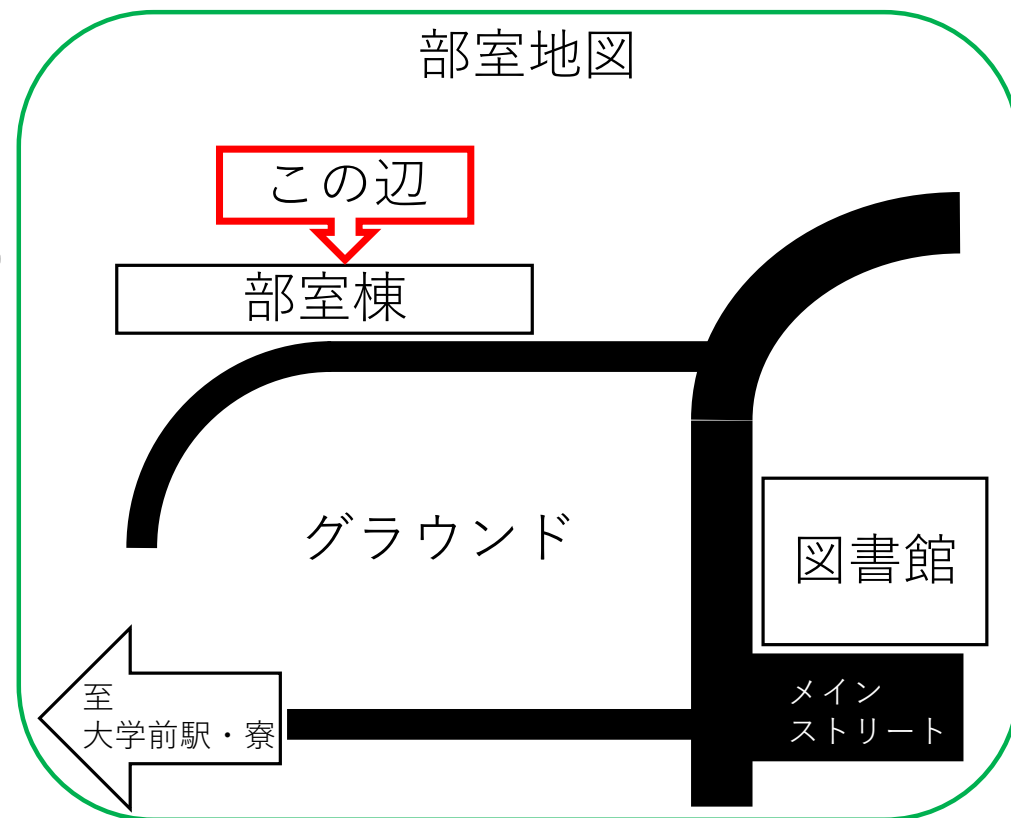 部室地図
この辺
部室棟
グラウンド
図書館
至
大学前駅・寮
メイン
ストリート